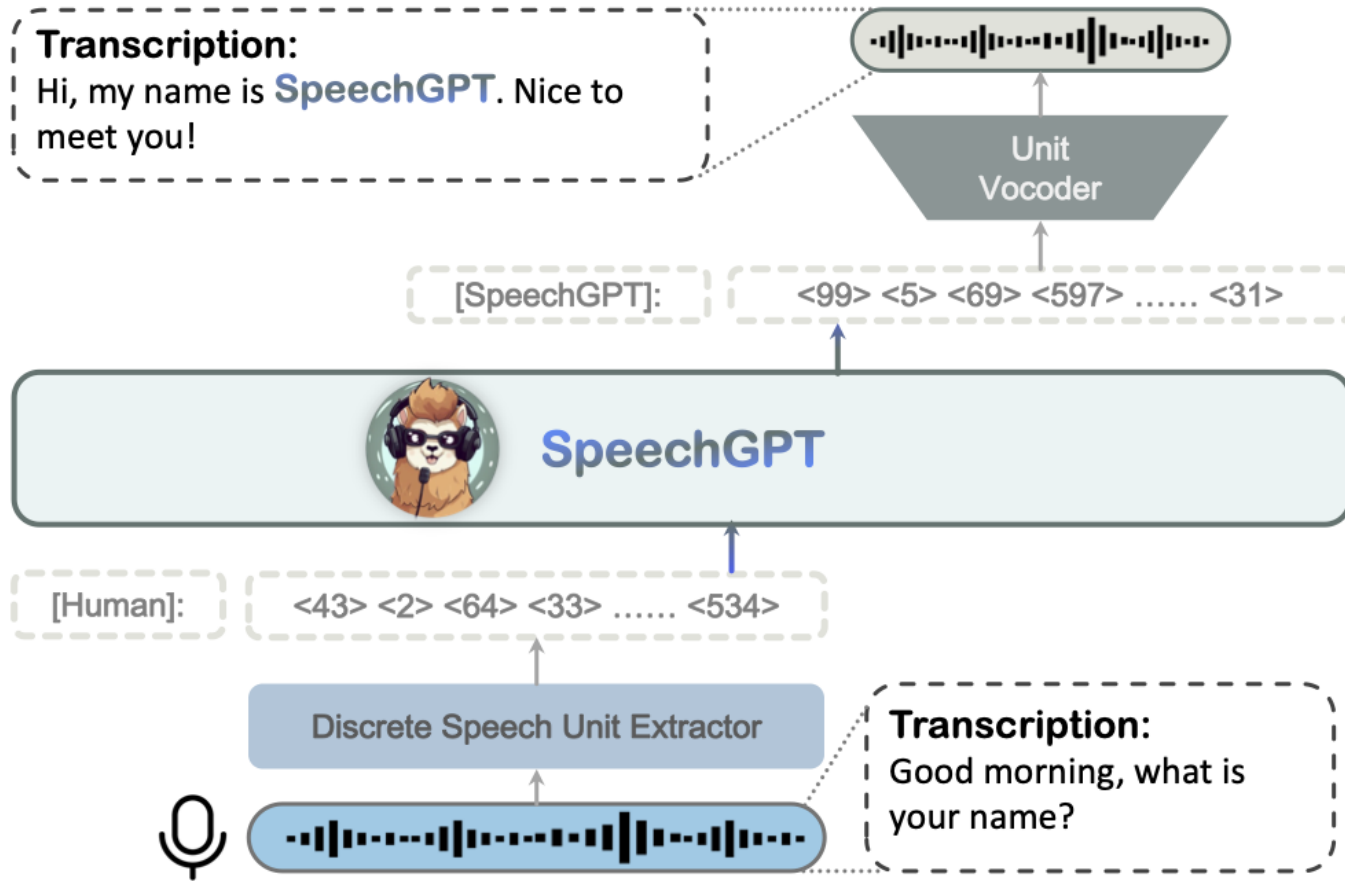 Transcription:
Hi, my name is SpeechGPT. Nice to
meet you!
Unit
Vocoder
[SpeechGPT]: <99> <5> <69> <597> ...... <31>
SpeechGPT
[Human]: <43> <2> <64> <33> ...... <534>
Discrete Speech Unit Extractor
Transcription:
Good morning, what is
your name?